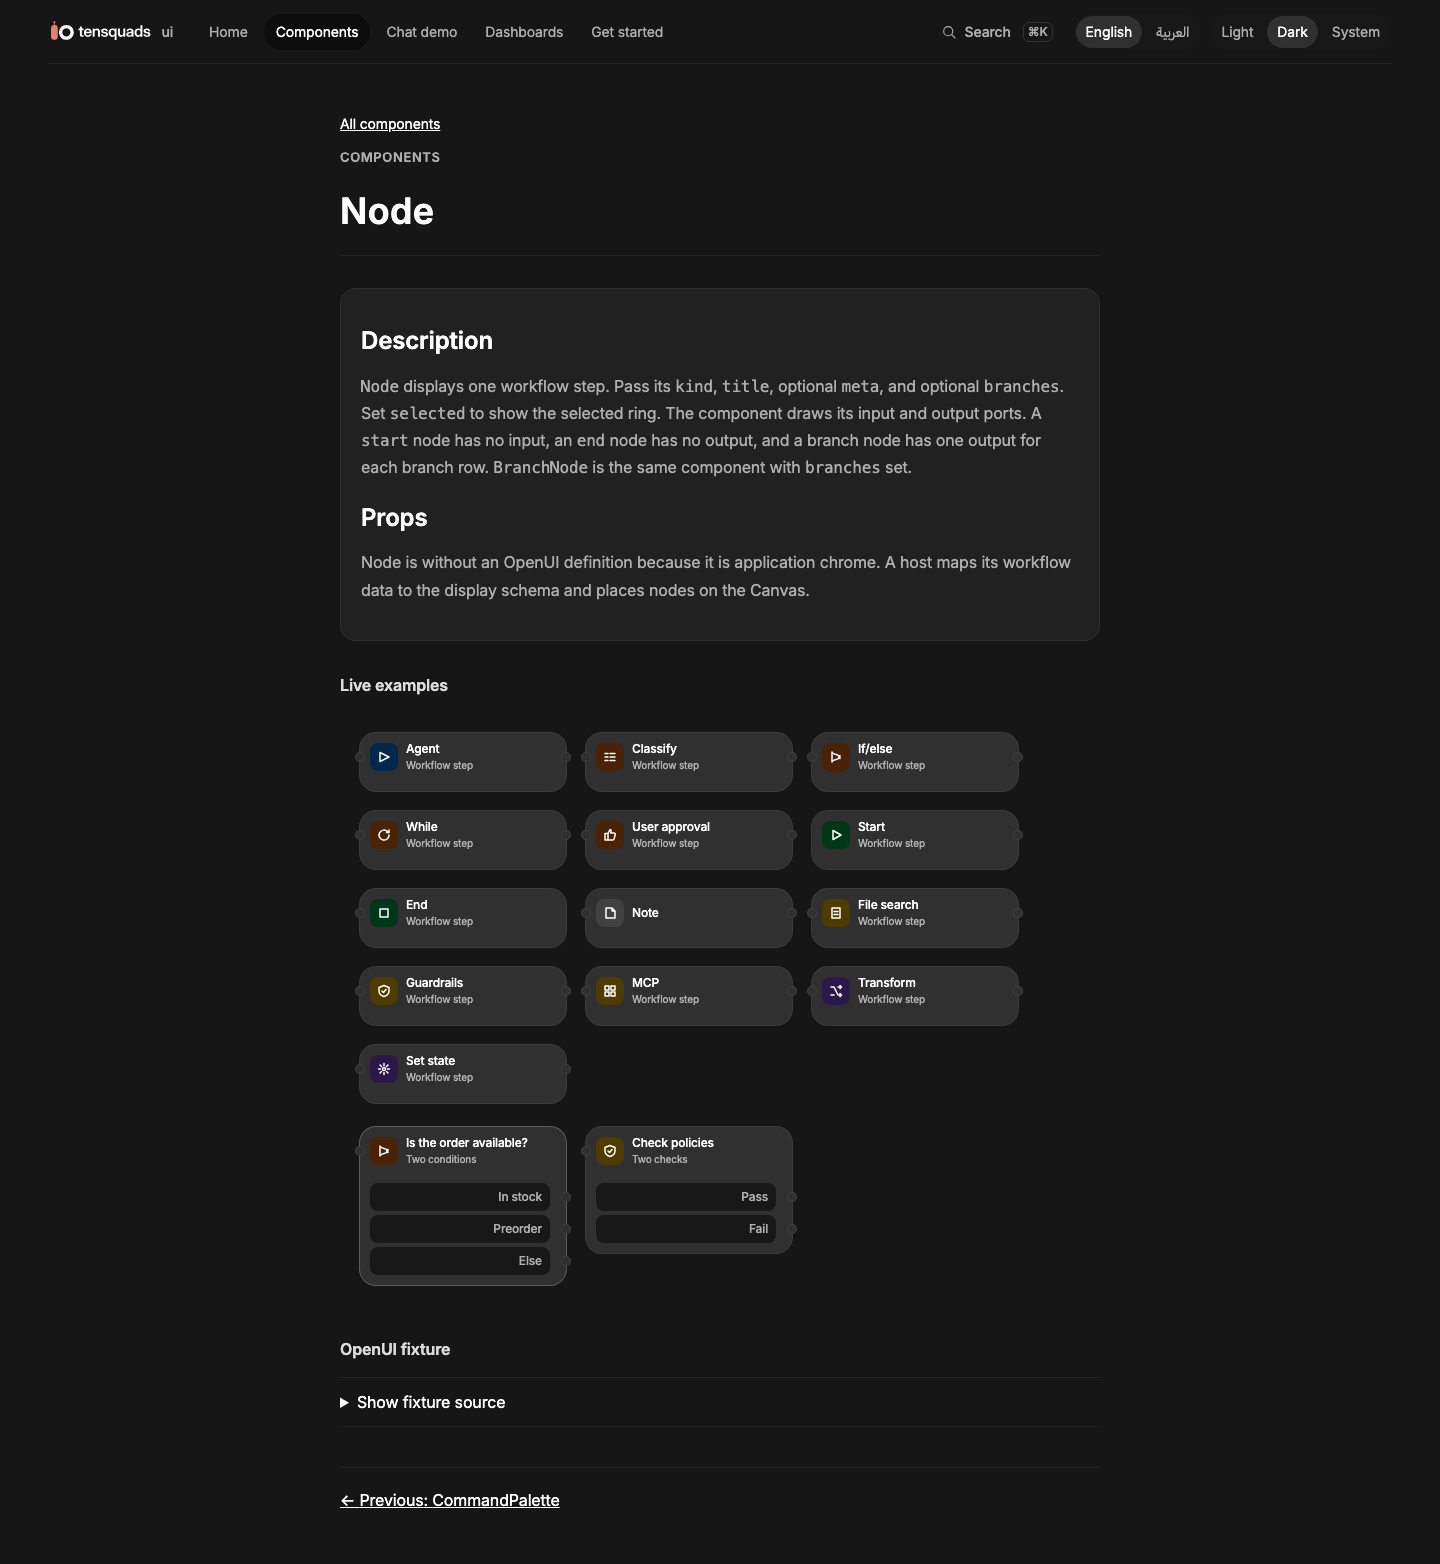 tensquads ui
Home
Components
Chat demo
Dashboards
Get started
Search ⌘K
English
العربية
Light
Dark
System
All components
COMPONENTS
Node
Description
Node displays one workflow step. Pass its kind, title, optional meta, and optional branches.
Set selected to show the selected ring. The component draws its input and output ports. A
start node has no input, an end node has no output, and a branch node has one output for
each branch row. BranchNode is the same component with branches set.
Props
Node is without an OpenUI definition because it is application chrome. A host maps its workflow
data to the display schema and places nodes on the Canvas.
Live examples
Agent
Workflow step
Classify
Workflow step
If/else
Workflow step
While
Workflow step
User approval
Workflow step
Start
Workflow step
End
Workflow step
Note
File search
Workflow step
Guardrails
Workflow step
MCP
Workflow step
Transform
Workflow step
Set state
Workflow step
Is the order available?
Two conditions
In stock
Preorder
Else
Check policies
Two checks
Pass
Fail
OpenUI fixture
Show fixture source
← Previous: CommandPalette